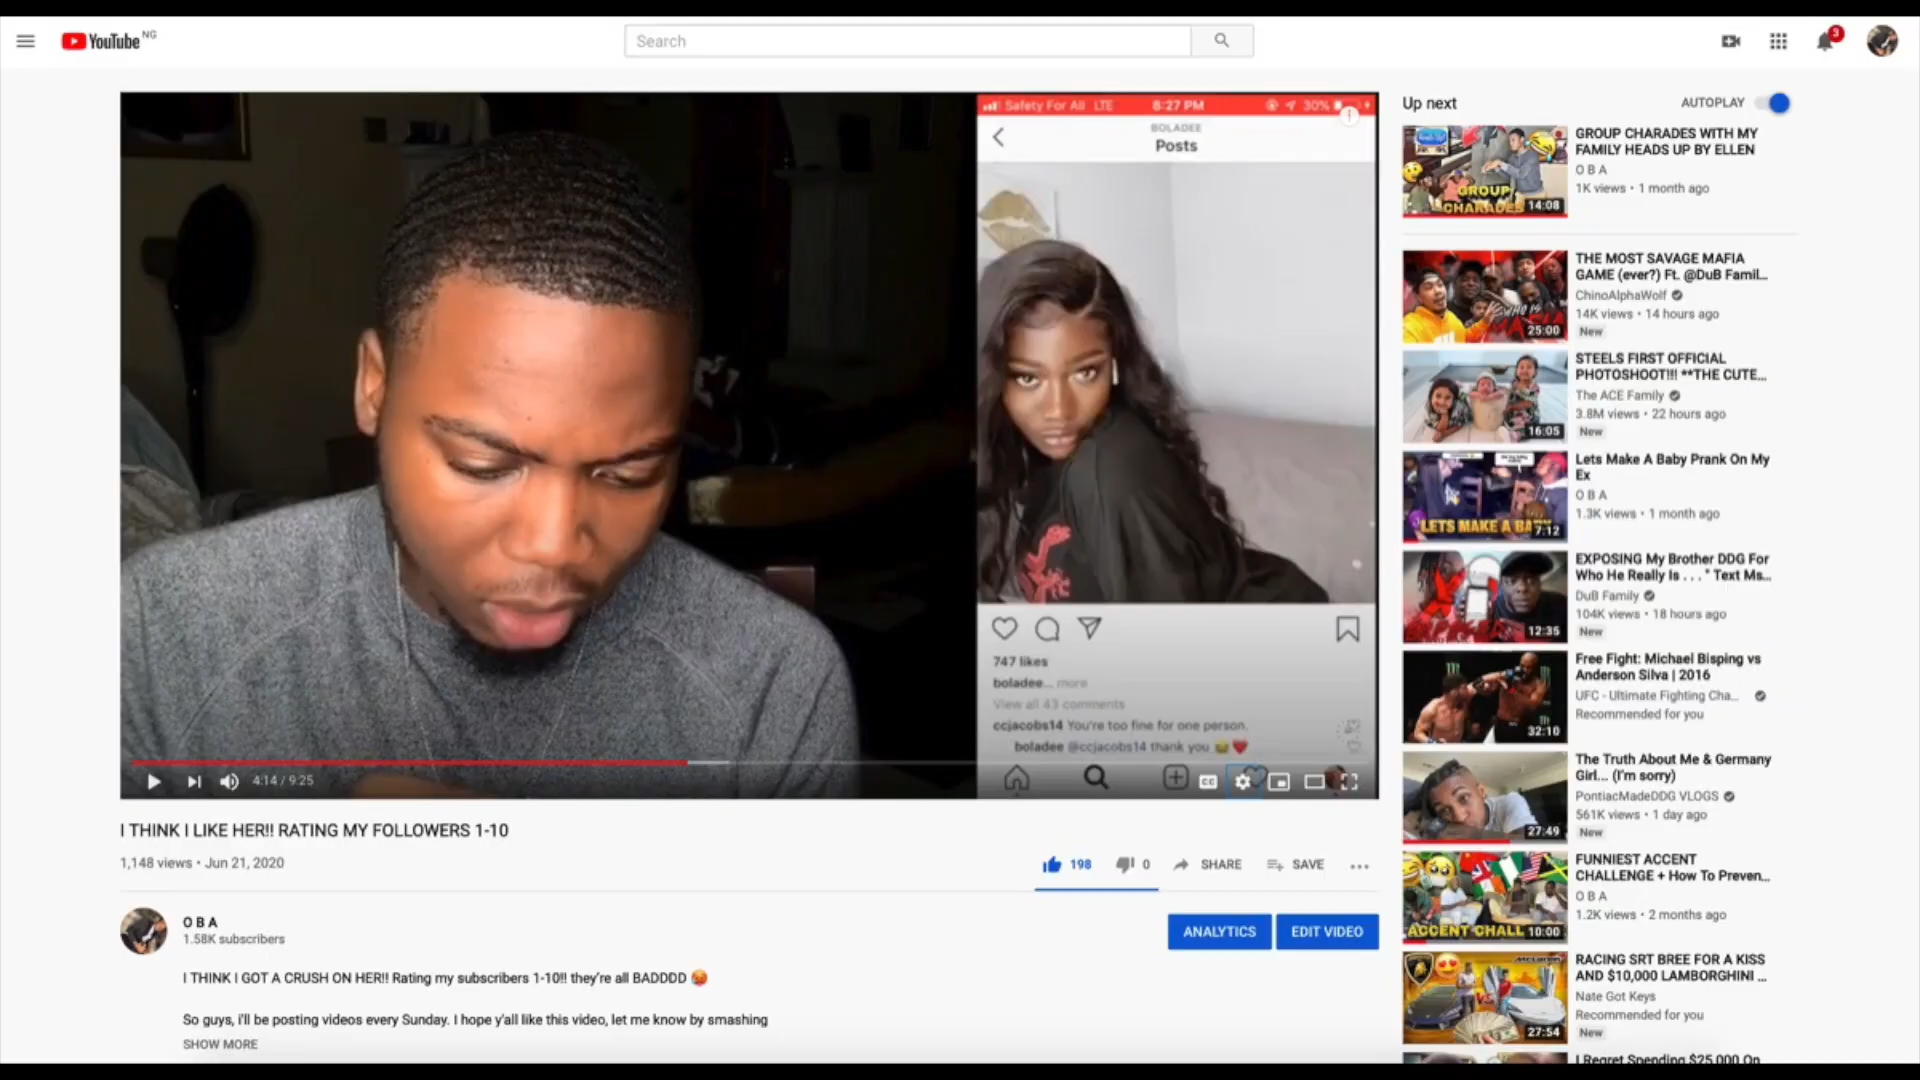 YouTube NG
Search
3
Safety For All LTE 8:27 PM 30%
BOLADEE
Posts
747 likes
boladee... more
View all 43 comments
ccjacobs14 You're too fine for one person.
boladee @ccjacobs14 thank you 😂❤️
4:14 / 9:25
CC
I THINK I LIKE HER!! RATING MY FOLLOWERS 1-10
1,148 views • Jun 21, 2020
198
0
SHARE
SAVE
O B A
1.58K subscribers
ANALYTICS
EDIT VIDEO
I THINK I GOT A CRUSH ON HER!! Rating my subscribers 1-10!! they're all BADDDD 🥵
So guys, i'll be posting videos every Sunday. I hope y'all like this video, let me know by smashing
SHOW MORE
Up next
AUTOPLAY
GROUP
CHARADES
14:08
GROUP CHARADES WITH MY
FAMILY HEADS UP BY ELLEN
O B A
1K views • 1 month ago
WHO IS
MAFIA
25:00
THE MOST SAVAGE MAFIA
GAME (ever?) Ft. @DuB Famil...
ChinoAlphaWolf
14K views • 14 hours ago
New
16:05
STEELS FIRST OFFICIAL
PHOTOSHOOT!!! **THE CUTE...
The ACE Family
3.8M views • 22 hours ago
New
LETS MAKE A BABY
7:12
Lets Make A Baby Prank On My
Ex
O B A
1.3K views • 1 month ago
12:35
EXPOSING My Brother DDG For
Who He Really Is . . . " Text Ms...
DuB Family
104K views • 18 hours ago
New
32:10
Free Fight: Michael Bisping vs
Anderson Silva | 2016
UFC - Ultimate Fighting Cha...
Recommended for you
27:49
The Truth About Me & Germany
Girl... (I'm sorry)
PontiacMadeDDG VLOGS
561K views • 1 day ago
New
ACCENT CHALL
10:00
FUNNIEST ACCENT
CHALLENGE + How To Preven...
O B A
1.2K views • 2 months ago
McLaren
VS
27:54
RACING SRT BREE FOR A KISS
AND $10,000 LAMBORGHINI ...
Nate Got Keys
Recommended for you
New
I Regret Spending $25,000 On